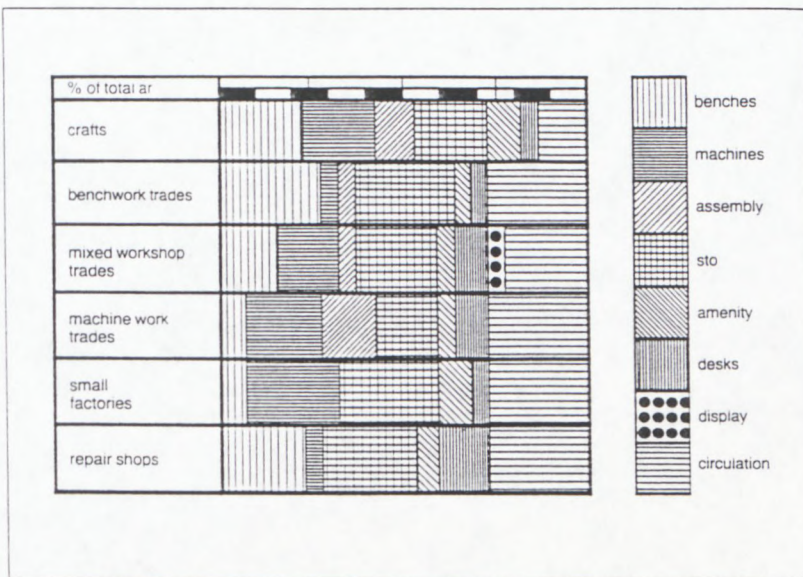 % of total ar
crafts
benchwork trades
mixed workshop
trades
machine work
trades
small
factories
repair shops
benches
machines
assembly
sto
amenity
desks
display
circulation